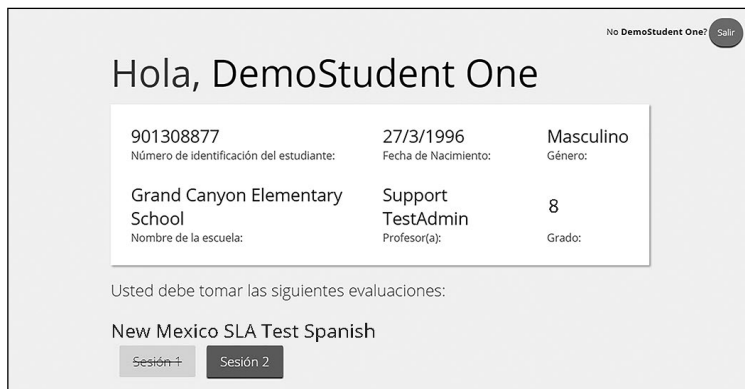 No DemoStudent One? Salir
Hola, DemoStudent One
901308877
Número de identificación del estudiante:
27/3/1996
Fecha de Nacimiento:
Masculino
Género:
Grand Canyon Elementary
School
Nombre de la escuela:
Support
TestAdmin
Profesor(a):
8
Grado:
Usted debe tomar las siguientes evaluaciones:
New Mexico SLA Test Spanish
Sesión 1 Sesión 2